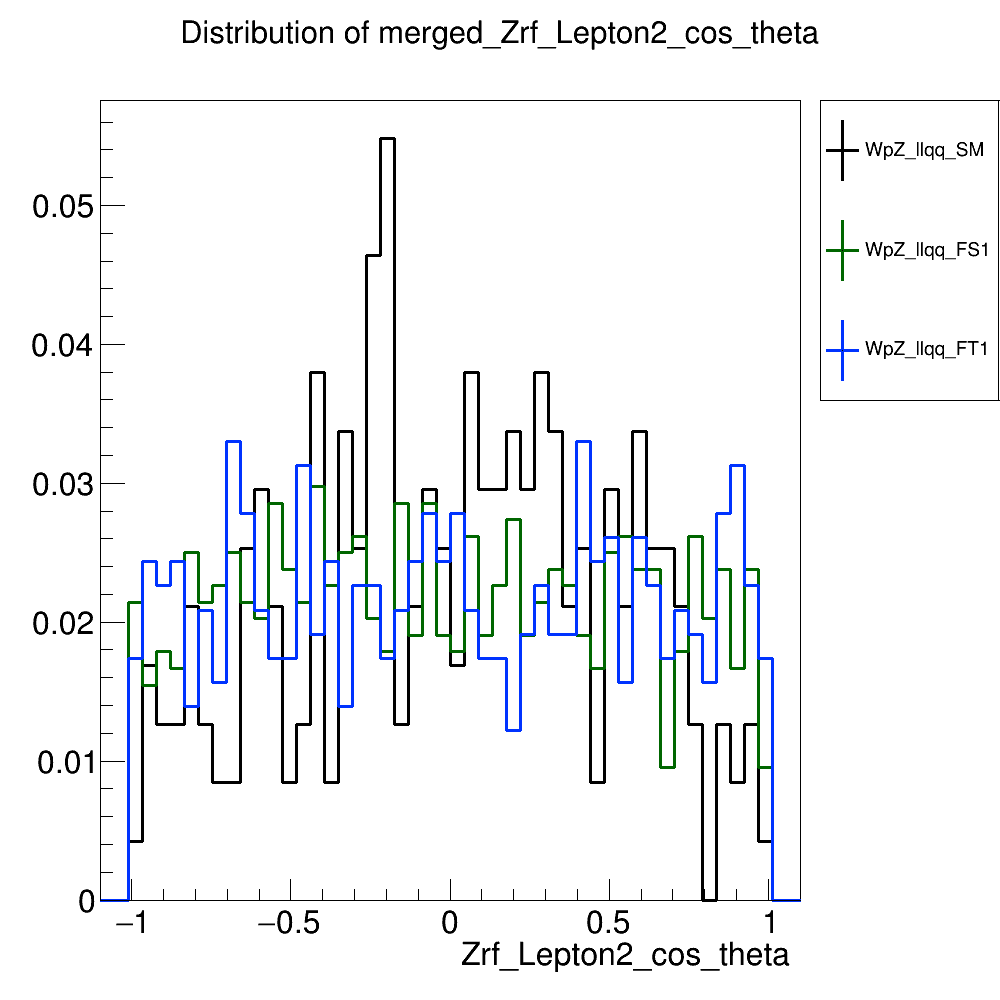 Distribution of merged_Zrf_Lepton2_cos_theta
WpZ_llqq_SM
WpZ_llqq_FS1
WpZ_llqq_FT1
0.05
0.04
0.03
0.02
0.01
0
−1 −0.5 0 0.5 1
Zrf_Lepton2_cos_theta